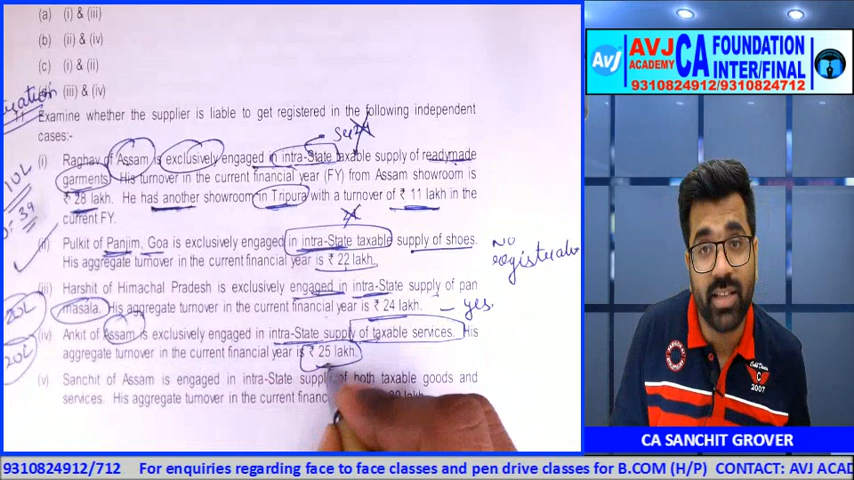 (a) (i) & (iii)
(b) (ii) & (iv)
(c) (i) & (ii)
(iii) & (iv)
11. Examine whether the supplier is liable to get registered in the following independent
cases:-
(i) Raghav of Assam is exclusively engaged in intra-State taxable supply of readymade
garments. His turnover in the current financial year (FY) from Assam showroom is
₹ 28 lakh. He has another showroom in Tripura with a turnover of ₹ 11 lakh in the
current FY.
(ii) Pulkit of Panjim, Goa is exclusively engaged in intra-State taxable supply of shoes.
His aggregate turnover in the current financial year is ₹ 22 lakh.
No
(iii) Harshit of Himachal Pradesh is exclusively engaged in intra-State supply of pan
masala. His aggregate turnover in the current financial year is ₹ 24 lakh. – yes.
(iv) Ankit of Assam is exclusively engaged in intra-State supply of taxable services. His
aggregate turnover in the current financial year is ₹ 25 lakh.
(v) Sanchit of Assam is engaged in intra-State supply of both taxable goods and
services. His aggregate turnover in the current lakh.
10L
20L
20L
AVJ
AVJ
ACADEMY
CA
FOUNDATION
INTER/FINAL
9310824912/9310824712
2007
CA SANCHIT GROVER
9310824912/712 For enquiries regarding face to face classes and pen drive classes for B.COM (H/P) CONTACT: AVJ ACAD